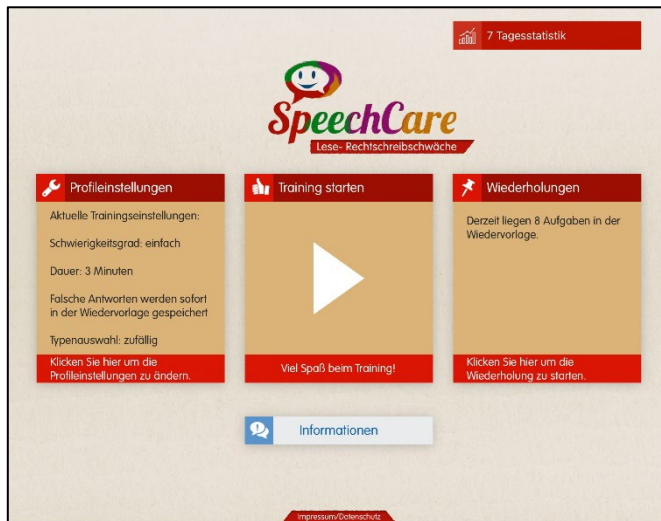 7 Tagesstatistik
SpeechCare
Lese- Rechtschreibschwäche
Profileinstellungen
Aktuelle Trainingseinstellungen:
Schwierigkeitsgrad: einfach
Dauer: 3 Minuten
Falsche Antworten werden sofort
in der Wiedervorlage gespeichert
Typenauswahl: zufällig
Klicken Sie hier um die
Profileinstellungen zu ändern.
Training starten
Viel Spaß beim Training!
Wiederholungen
Derzeit liegen 8 Aufgaben in der
Wiedervorlage.
Klicken Sie hier um die
Wiederholung zu starten.
Informationen
Impressum/Datenschutz